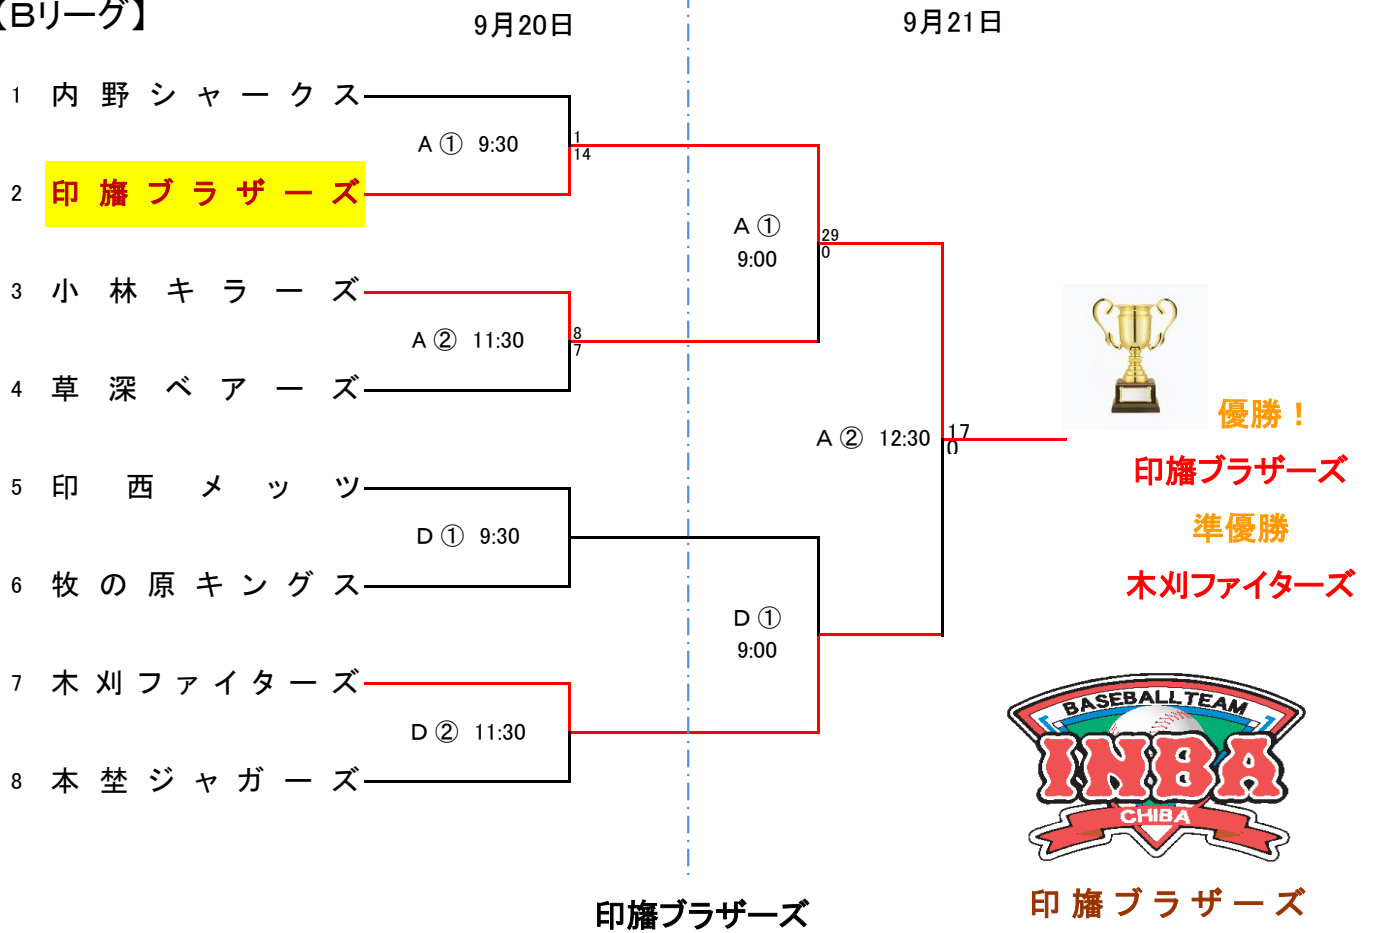 【Bリーグ】
9月20日
9月21日
1 内野シャークス
A ① 9:30
1
14
2 印旛ブラザーズ
A ①
9:00
29
0
3 小林キラーズ
A ② 11:30
8
7
4 草深ベアーズ
優勝！
A ② 12:30
17
0
印旛ブラザーズ
5 印西メッツ
準優勝
D ① 9:30
6 牧の原キングス
木刈ファイターズ
D ①
9:00
7 木刈ファイターズ
BASEBALL TEAM
D ② 11:30
INBA
8 本埜ジャガーズ
CHIBA
印旛ブラザーズ
印旛ブラザーズ